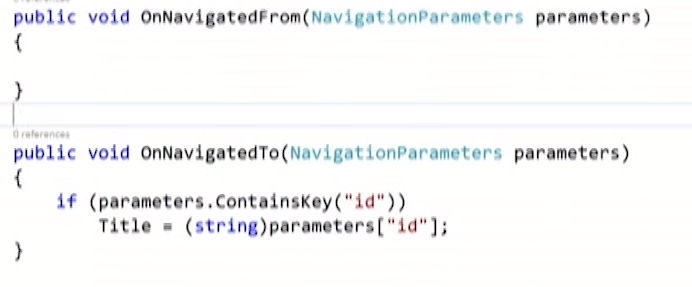 public void OnNavigatedFrom(NavigationParameters parameters)
{
}
0 references
public void OnNavigatedTo(NavigationParameters parameters)
{
if (parameters.ContainsKey("id"))
Title = (string)parameters["id"];
}